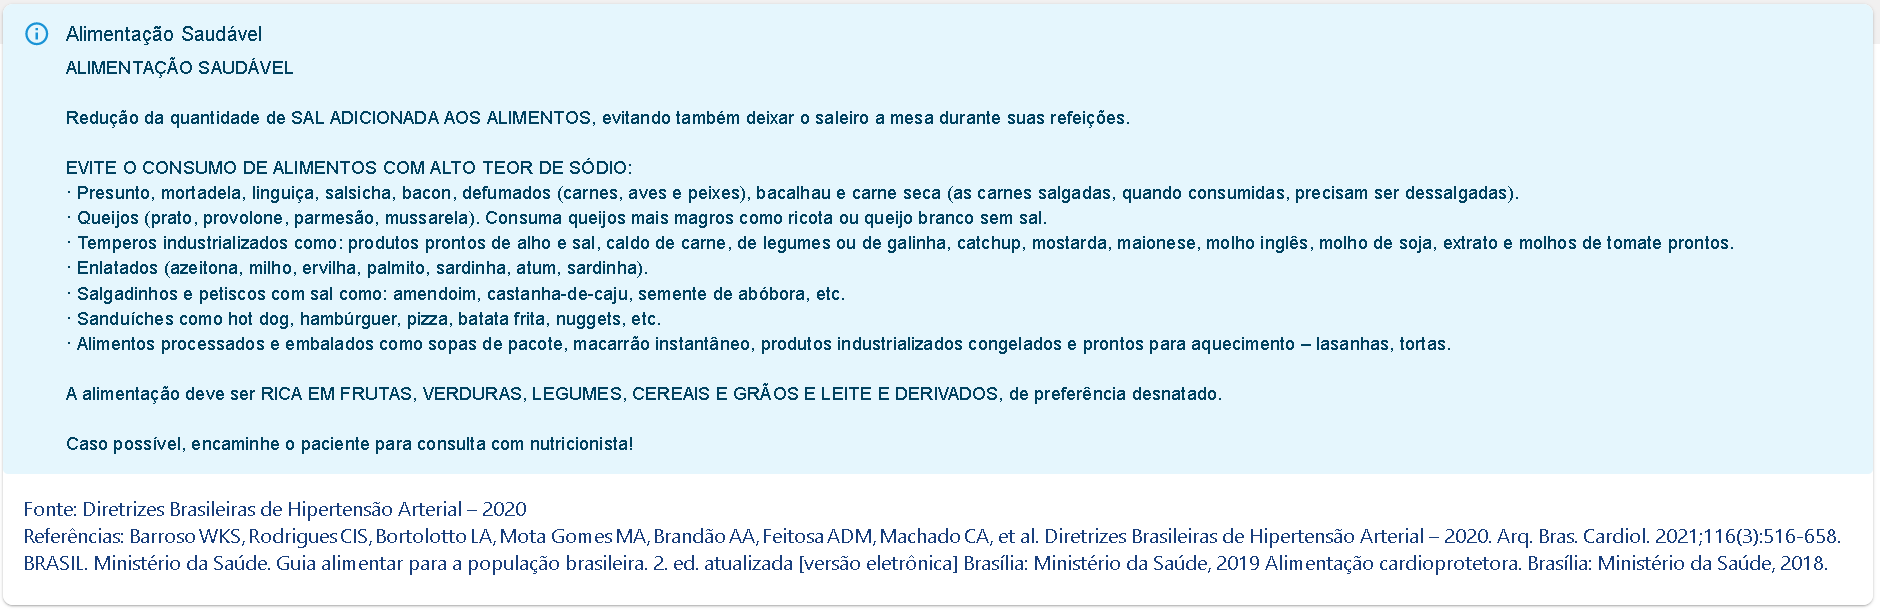 Alimentação Saudável
ALIMENTAÇÃO SAUDÁVEL
Redução da quantidade de SAL ADICIONADA AOS ALIMENTOS, evitando também deixar o saleiro a mesa durante suas refeições.
EVITE O CONSUMO DE ALIMENTOS COM ALTO TEOR DE SÓDIO:
· Presunto, mortadela, linguiça, salsicha, bacon, defumados (carnes, aves e peixes), bacalhau e carne seca (as carnes salgadas, quando consumidas, precisam ser dessalgadas).
· Queijos (prato, provolone, parmesão, mussarela). Consuma queijos mais magros como ricota ou queijo branco sem sal.
· Temperos industrializados como: produtos prontos de alho e sal, caldo de carne, de legumes ou de galinha, catchup, mostarda, maionese, molho inglês, molho de soja, extrato e molhos de tomate prontos.
· Enlatados (azeitona, milho, ervilha, palmito, sardinha, atum, sardinha).
· Salgadinhos e petiscos com sal como: amendoim, castanha-de-caju, semente de abóbora, etc.
· Sanduíches como hot dog, hambúrguer, pizza, batata frita, nuggets, etc.
· Alimentos processados e embalados como sopas de pacote, macarrão instantâneo, produtos industrializados congelados e prontos para aquecimento – lasanhas, tortas.
A alimentação deve ser RICA EM FRUTAS, VERDURAS, LEGUMES, CEREAIS E GRÃOS E LEITE E DERIVADOS, de preferência desnatado.
Caso possível, encaminhe o paciente para consulta com nutricionista!
Fonte: Diretrizes Brasileiras de Hipertensão Arterial – 2020
Referências: Barroso WKS, Rodrigues CIS, Bortolotto LA, Mota Gomes MA, Brandão AA, Feitosa ADM, Machado CA, et al. Diretrizes Brasileiras de Hipertensão Arterial – 2020. Arq. Bras. Cardiol. 2021;116(3):516-658.
BRASIL. Ministério da Saúde. Guia alimentar para a população brasileira. 2. ed. atualizada [versão eletrônica] Brasília: Ministério da Saúde, 2019 Alimentação cardioprotetora. Brasília: Ministério da Saúde, 2018.